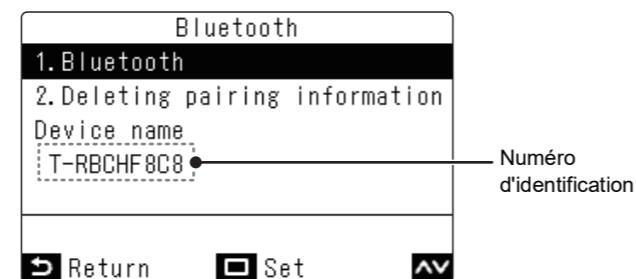 Bluetooth
1.Bluetooth
2.Deleting pairing information
Device name
T-RBCHF8C8
Numéro
d'identification
Return
Set